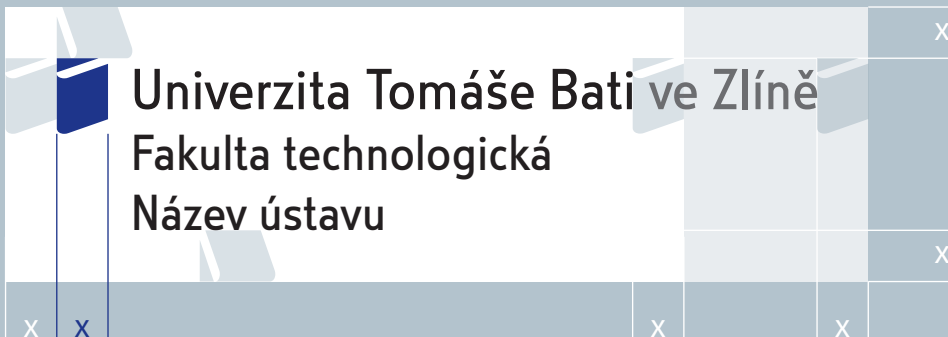 X
Univerzita Tomáše Bati ve Zlíně
Fakulta technologická
Název ústavu
X
X X X X